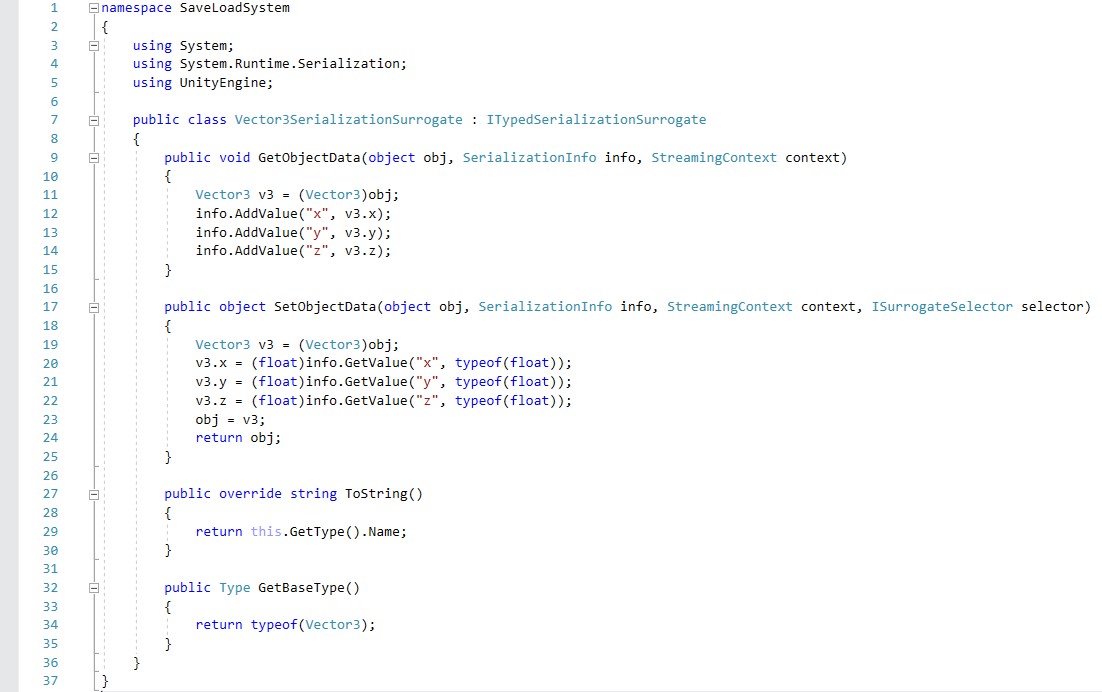 1 namespace SaveLoadSystem
2 {
3 using System;
4 using System.Runtime.Serialization;
5 using UnityEngine;
6
7 public class Vector3SerializationSurrogate : ITypedSerializationSurrogate
8 {
9 public void GetObjectData(object obj, SerializationInfo info, StreamingContext context)
10 {
11 Vector3 v3 = (Vector3)obj;
12 info.AddValue("x", v3.x);
13 info.AddValue("y", v3.y);
14 info.AddValue("z", v3.z);
15 }
16
17 public object SetObjectData(object obj, SerializationInfo info, StreamingContext context, ISurrogateSelector selector)
18 {
19 Vector3 v3 = (Vector3)obj;
20 v3.x = (float)info.GetValue("x", typeof(float));
21 v3.y = (float)info.GetValue("y", typeof(float));
22 v3.z = (float)info.GetValue("z", typeof(float));
23 obj = v3;
24 return obj;
25 }
26
27 public override string ToString()
28 {
29 return this.GetType().Name;
30 }
31
32 public Type GetBaseType()
33 {
34 return typeof(Vector3);
35 }
36 }
37 }